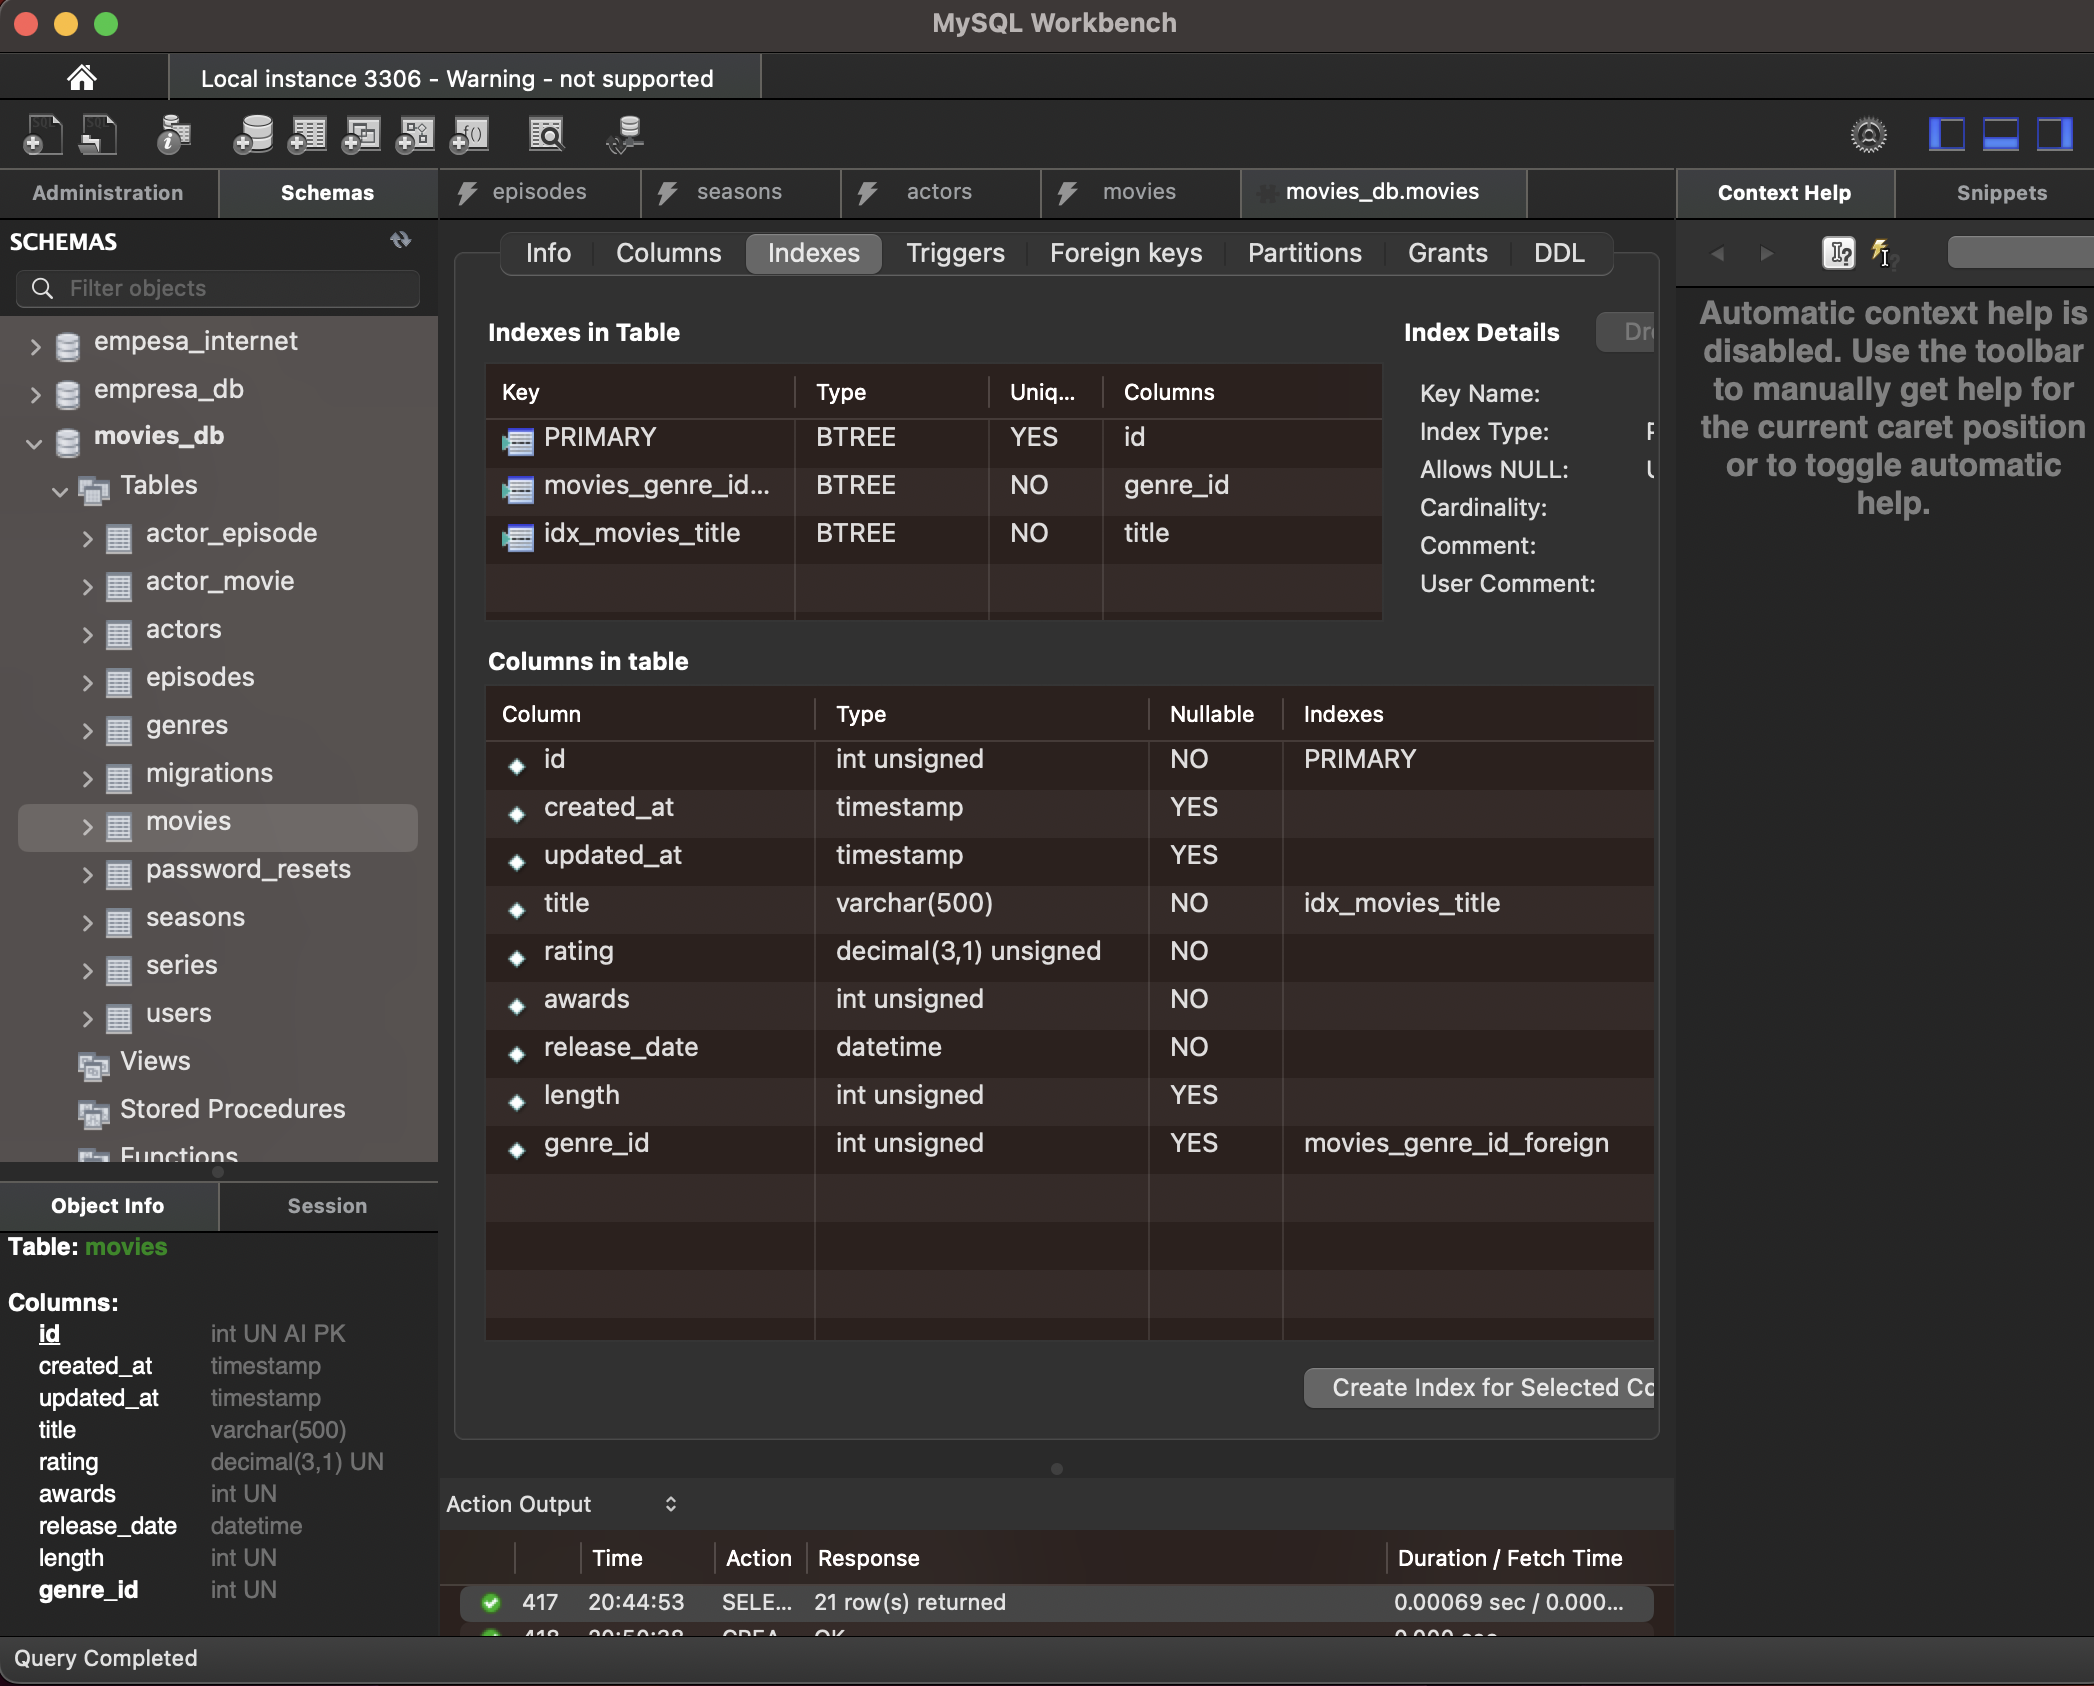 MySQL Workbench
Local instance 3306 - Warning - not supported
Administration
Schemas
episodes
seasons
actors
movies
movies_db.movies
Context Help
Snippets
SCHEMAS
Filter objects
empesa_internet
empresa_db
movies_db
Tables
actor_episode
actor_movie
actors
episodes
genres
migrations
movies
password_resets
seasons
series
users
Views
Stored Procedures
Functions
Object Info
Session
Table: movies
Columns:
id int UN AI PK
created_at timestamp
updated_at timestamp
title varchar(500)
rating decimal(3,1) UN
awards int UN
release_date datetime
length int UN
genre_id int UN
Info Columns Indexes Triggers Foreign keys Partitions Grants DDL
Indexes in Table
Key Type Uniq... Columns
PRIMARY BTREE YES id
movies_genre_id... BTREE NO genre_id
idx_movies_title BTREE NO title
Index Details
Key Name:
Index Type:
Allows NULL:
Cardinality:
Comment:
User Comment:
Columns in table
Column Type Nullable Indexes
id int unsigned NO PRIMARY
created_at timestamp YES
updated_at timestamp YES
title varchar(500) NO idx_movies_title
rating decimal(3,1) unsigned NO
awards int unsigned NO
release_date datetime NO
length int unsigned YES
genre_id int unsigned YES movies_genre_id_foreign
Create Index for Selected Co
Action Output
Time Action Response Duration / Fetch Time
417 20:44:53 SELE... 21 row(s) returned 0.00069 sec / 0.000...
Automatic context help is
disabled. Use the toolbar
to manually get help for
the current caret position
or to toggle automatic
help.
Query Completed